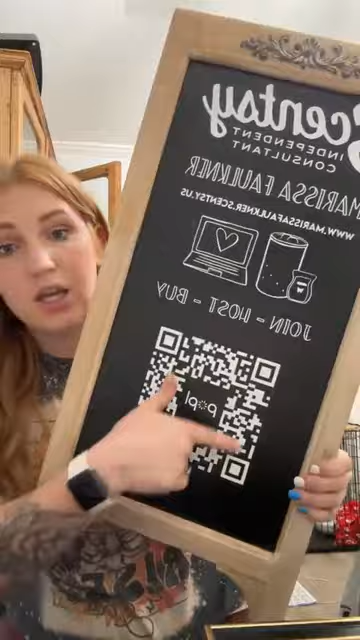 Scentsy
INDEPENDENT
CONSULTANT
MARISSA FAULKNER
WWW.MARISSAFAULKNER.SCENTSY.US
JOIN - HOST - BUY
popl